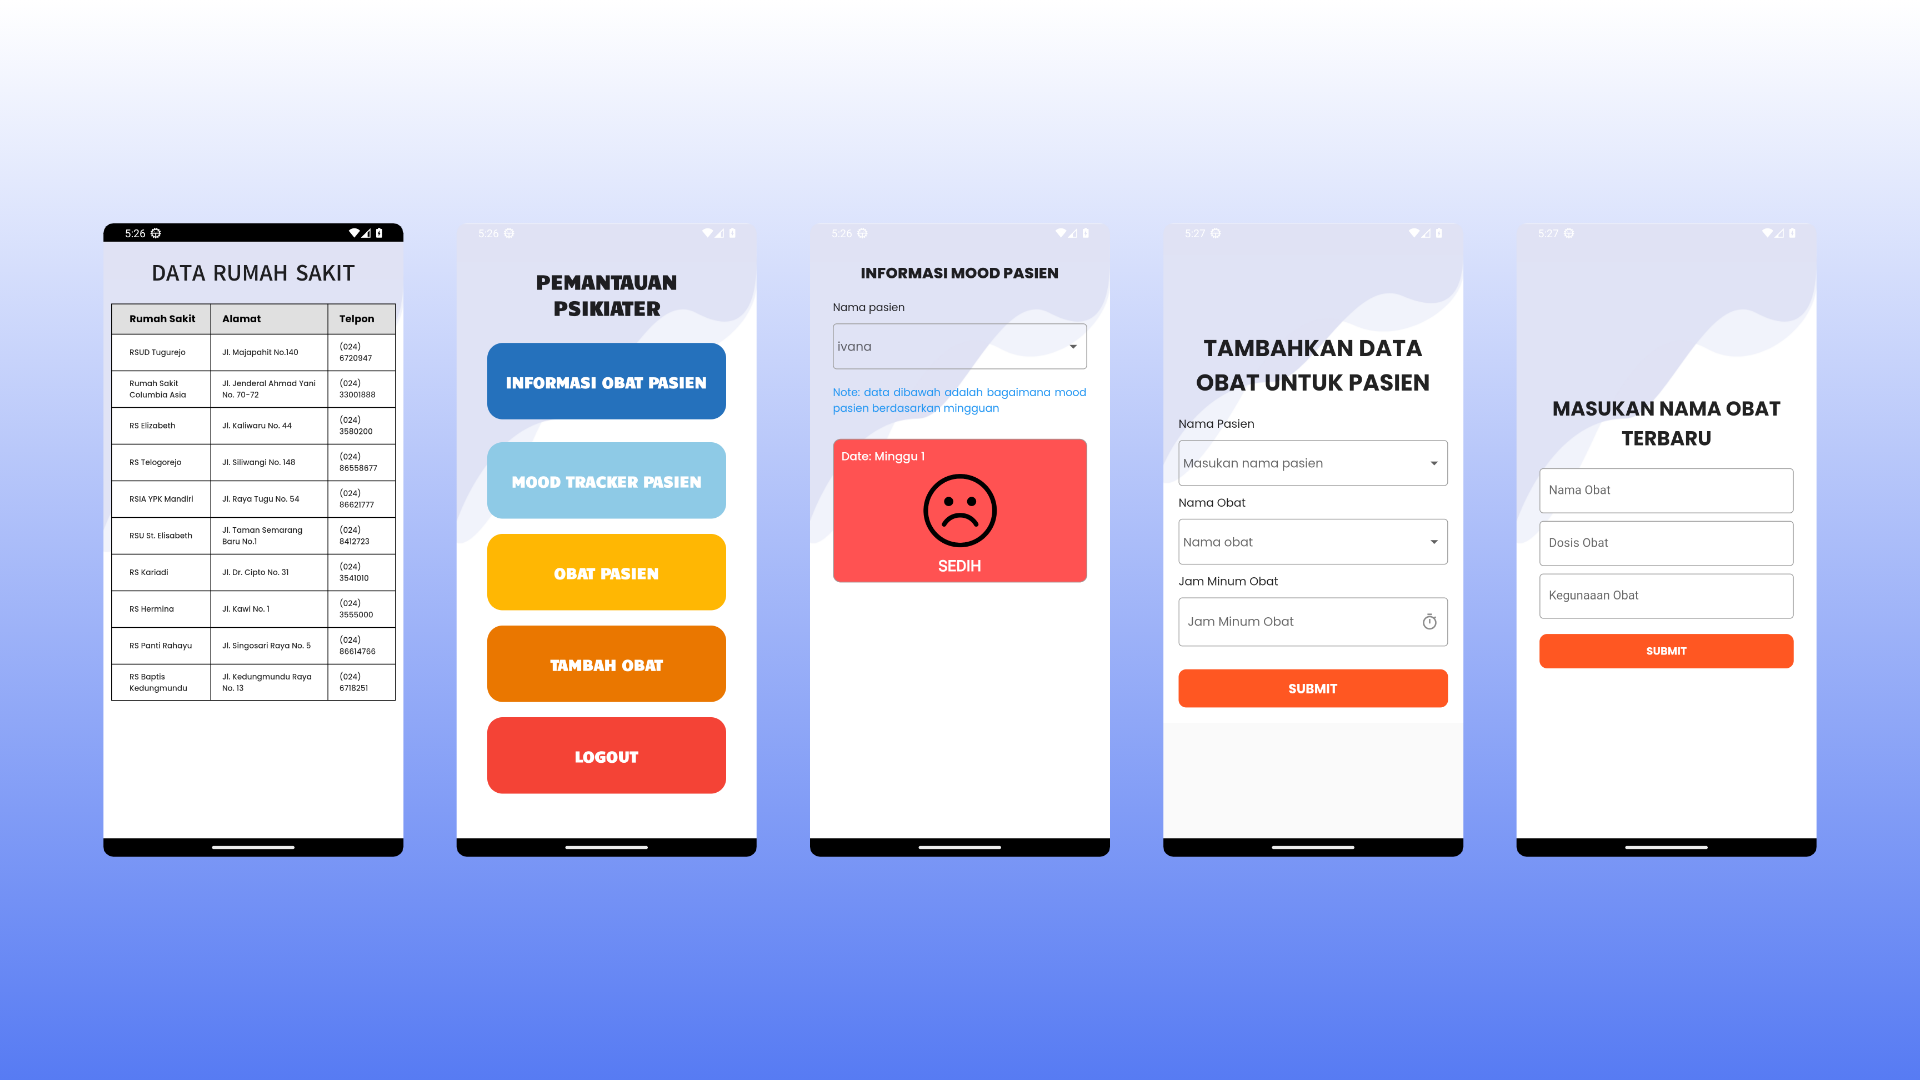 5:26
DATA RUMAH SAKIT
Rumah Sakit Alamat Telpon
RSUD Tugurejo Jl. Majapahit No.140 (024)
6720947
Rumah Sakit Jl. Jenderal Ahmad Yani (024)
Columbia Asia No. 70-72 33001888
RS Elizabeth Jl. Kaliwaru No. 44 (024)
3580200
RS Telogorejo Jl. Siliwangi No. 148 (024)
86558677
RSIA YPK Mandiri Jl. Raya Tugu No. 54 (024)
86621777
RSU St. Elisabeth Jl. Taman Semarang (024)
Baru No.1 8412723
RS Kariadi Jl. Dr. Cipto No. 31 (024)
3541010
RS Hermina Jl. Kawi No. 1 (024)
3555000
RS Panti Rahayu Jl. Singosari Raya No. 5 (024)
86614766
RS Baptis Jl. Kedungmundu Raya (024)
Kedungmundu No. 13 6718251
5:26
PEMANTAUAN
PSIKIATER
INFORMASI OBAT PASIEN
MOOD TRACKER PASIEN
OBAT PASIEN
TAMBAH OBAT
LOGOUT
5:26
INFORMASI MOOD PASIEN
Nama pasien
ivana
Note: data dibawah adalah bagaimana mood
pasien berdasarkan mingguan
Date: Minggu 1
SEDIH
5:27
TAMBAHKAN DATA
OBAT UNTUK PASIEN
Nama Pasien
Masukan nama pasien
Nama Obat
Nama obat
Jam Minum Obat
Jam Minum Obat
SUBMIT
5:27
MASUKAN NAMA OBAT
TERBARU
Nama Obat
Dosis Obat
Kegunaaan Obat
SUBMIT